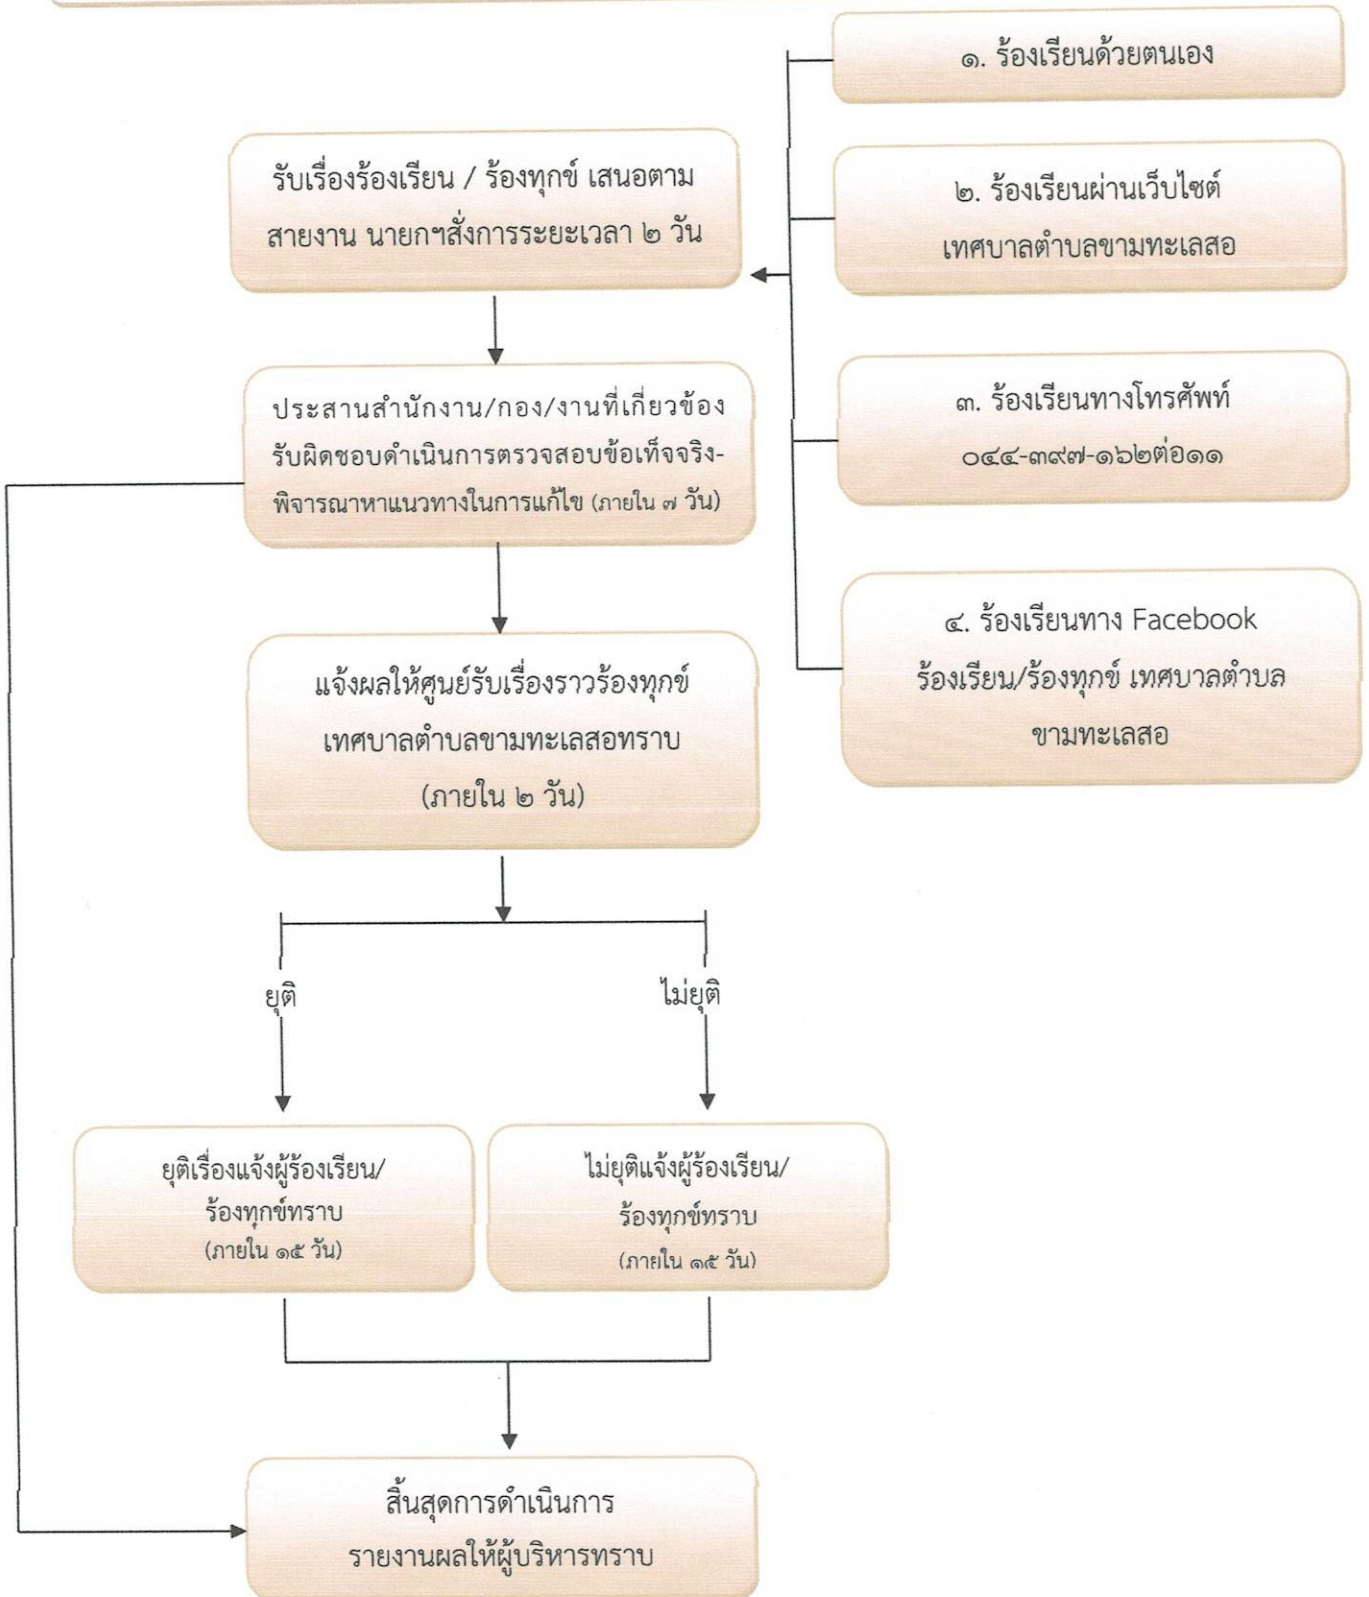 ๑. ร้องเรียนด้วยตนเอง
๒. ร้องเรียนผ่านเว็บไซต์
เทศบาลตำบลขามทะเลสอ
๓. ร้องเรียนทางโทรศัพท์
๐๔๔-๓๙๗-๑๖๒ต่อ๑๑
๔. ร้องเรียนทาง Facebook
ร้องเรียน/ร้องทุกข์ เทศบาลตำบล
ขามทะเลสอ
รับเรื่องร้องเรียน / ร้องทุกข์ เสนอตาม
สายงาน นายกฯสั่งการระยะเวลา ๒ วัน
ประสานสำนักงาน/กอง/งานที่เกี่ยวข้อง
รับผิดชอบดำเนินการตรวจสอบข้อเท็จจริง-
พิจารณาหาแนวทางในการแก้ไข (ภายใน ๗ วัน)
แจ้งผลให้ศูนย์รับเรื่องราวร้องทุกข์
เทศบาลตำบลขามทะเลสอทราบ
(ภายใน ๒ วัน)
ยุติ
ไม่ยุติ
ยุติเรื่องแจ้งผู้ร้องเรียน/
ร้องทุกข์ทราบ
(ภายใน ๑๕ วัน)
ไม่ยุติแจ้งผู้ร้องเรียน/
ร้องทุกข์ทราบ
(ภายใน ๑๕ วัน)
สิ้นสุดการดำเนินการ
รายงานผลให้ผู้บริหารทราบ